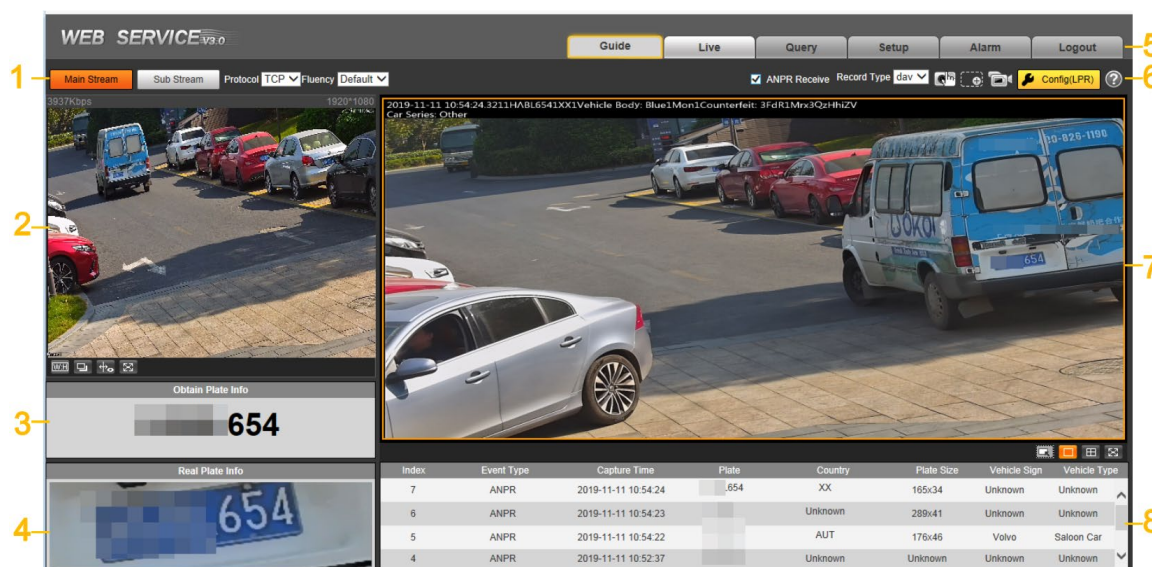 WEB SERVICE V3.0
Guide Live Query Setup Alarm Logout
5
1
Main Stream Sub Stream Protocol TCP Fluency Default
ANPR Receive Record Type dav Config(LPR) ?
6
3937Kbps 1920*1080
2019-11-11 10:54:24.3211HABL6541XX1Vehicle Body: Blue1Mon1Counterfeit: 3FdR1Mrx3QzHhiZV
Car Series: Other
2
7
654
W:H
Obtain Plate Info
3
654
Real Plate Info
4
654
Index Event Type Capture Time Plate Country Plate Size Vehicle Sign Vehicle Type
7 ANPR 2019-11-11 10:54:24 654 XX 165x34 Unknown Unknown
6 ANPR 2019-11-11 10:54:23 Unknown 289x41 Unknown Unknown
8
5 ANPR 2019-11-11 10:54:22 AUT 176x46 Volvo Saloon Car
4 ANPR 2019-11-11 10:52:37 Unknown Unknown Unknown Unknown